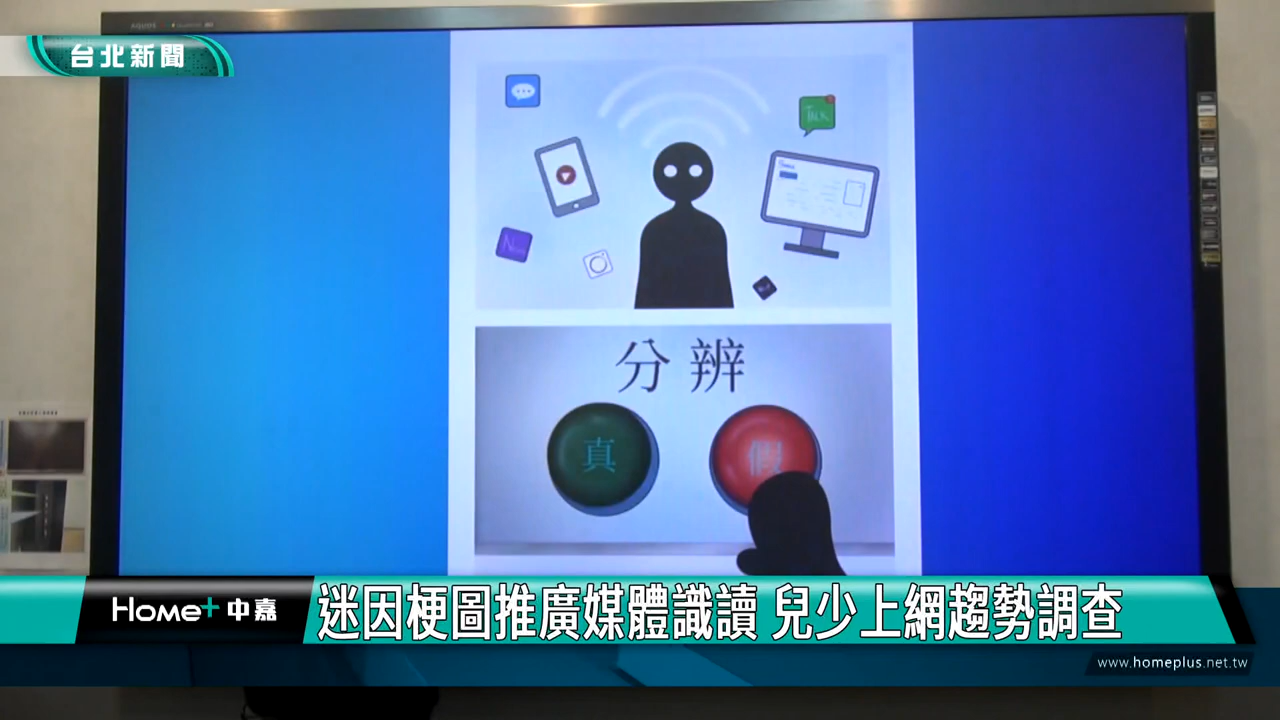 台北新聞
AQUOS
分辨
真
假
Home+中嘉
迷因梗圖推廣媒體識讀 兒少上網趨勢調查
www.homeplus.net.tw